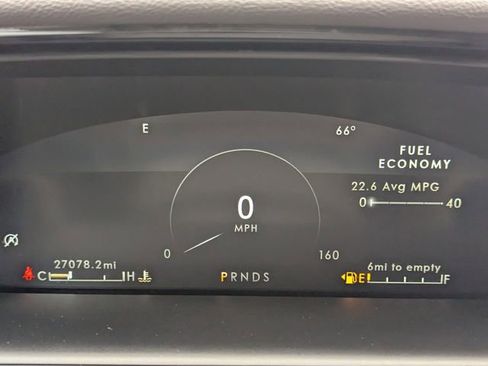 E 66°
FUEL
ECONOMY
22.6 Avg MPG
0 40
0
MPH
0 160
27078.2mi 6mi to empty
C H PRNDS E F